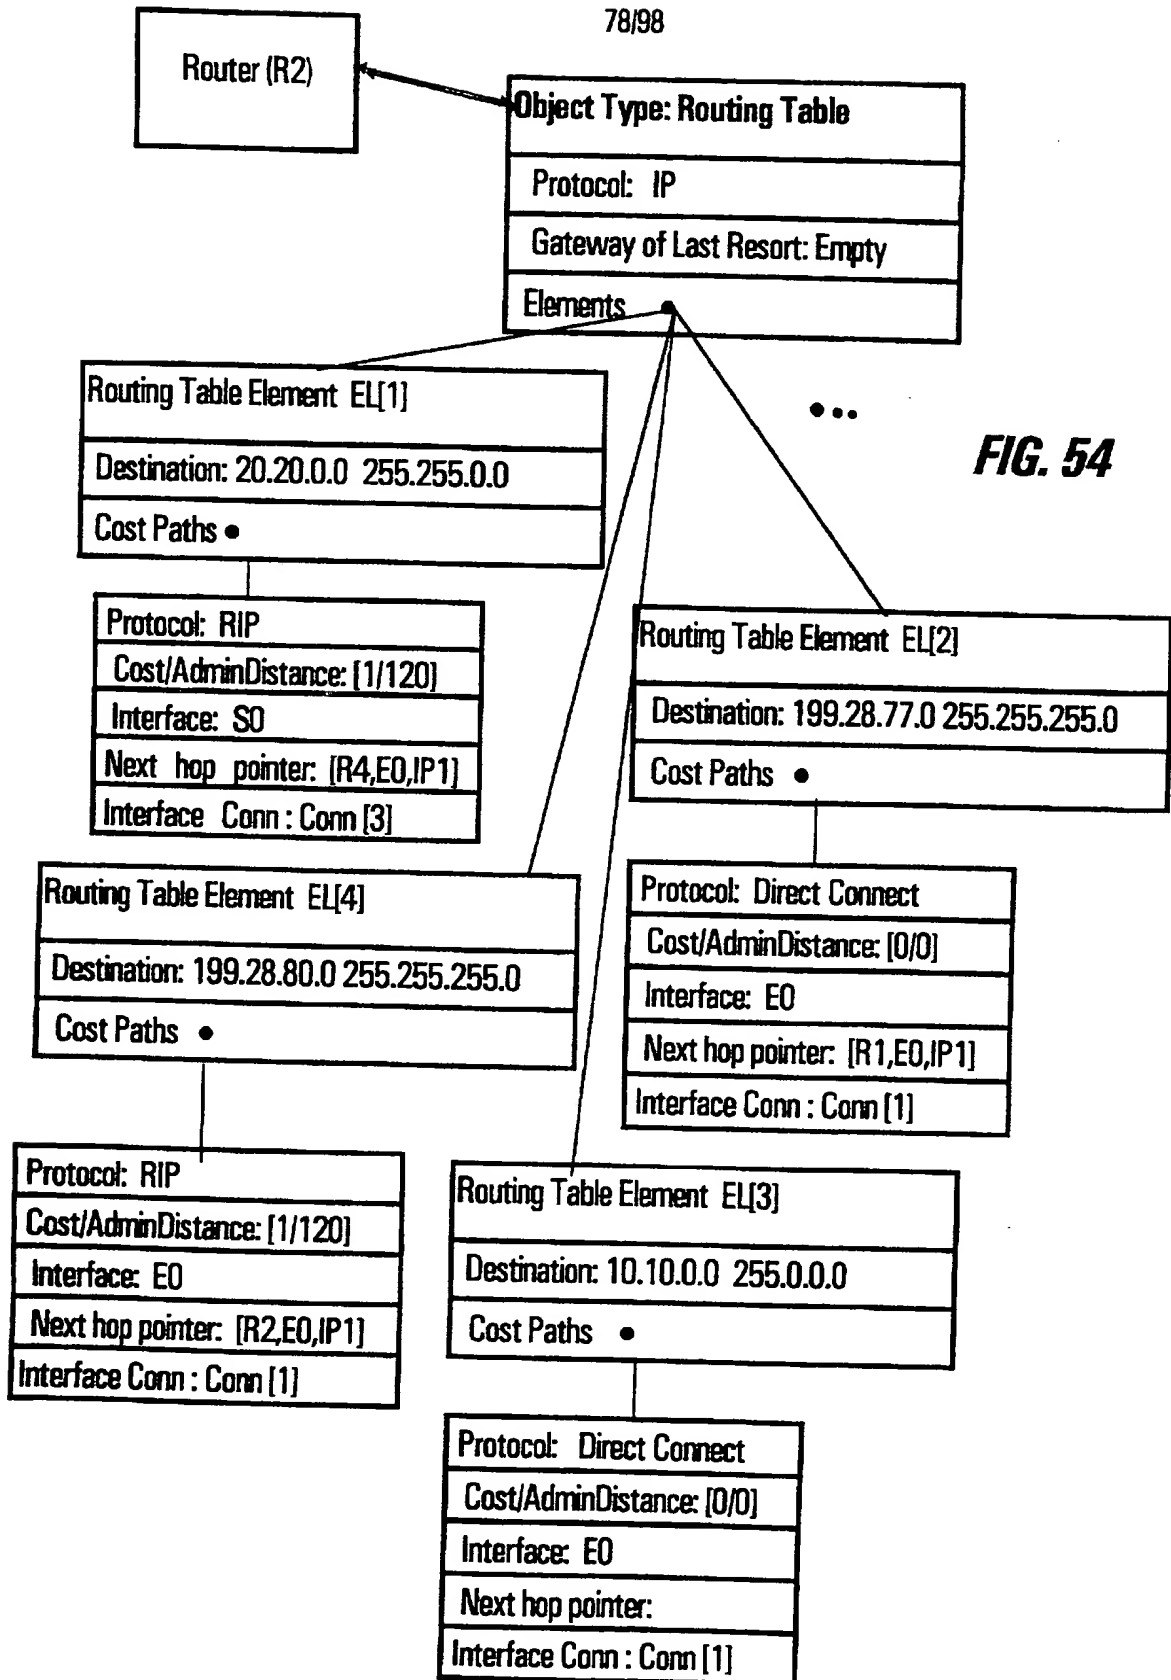 78/98
Router (R2)
Object Type: Routing Table
Protocol: IP
Gateway of Last Resort: Empty
Elements
FIG. 54
Routing Table Element EL[1]
Destination: 20.20.0.0 255.255.0.0
Cost Paths
Protocol: RIP
Cost/AdminDistance: [1/120]
Interface: S0
Next hop pointer: [R4,E0,IP1]
Interface Conn : Conn [3]
Routing Table Element EL[2]
Destination: 199.28.77.0 255.255.255.0
Cost Paths
Protocol: Direct Connect
Cost/AdminDistance: [0/0]
Interface: E0
Next hop pointer: [R1,E0,IP1]
Interface Conn : Conn [1]
Routing Table Element EL[4]
Destination: 199.28.80.0 255.255.255.0
Cost Paths
Protocol: RIP
Cost/AdminDistance: [1/120]
Interface: E0
Next hop pointer: [R2,E0,IP1]
Interface Conn : Conn [1]
Routing Table Element EL[3]
Destination: 10.10.0.0 255.0.0.0
Cost Paths
Protocol: Direct Connect
Cost/AdminDistance: [0/0]
Interface: E0
Next hop pointer:
Interface Conn : Conn [1]